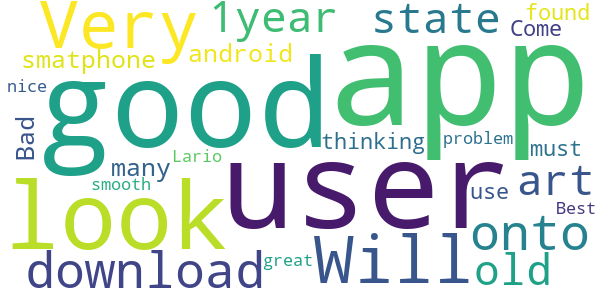 Very 1year state found
Come
app
smatphone android
good
nice
Bad thinking problem must
many Lario
user
look smooth use art
Best
onto
download great Will old